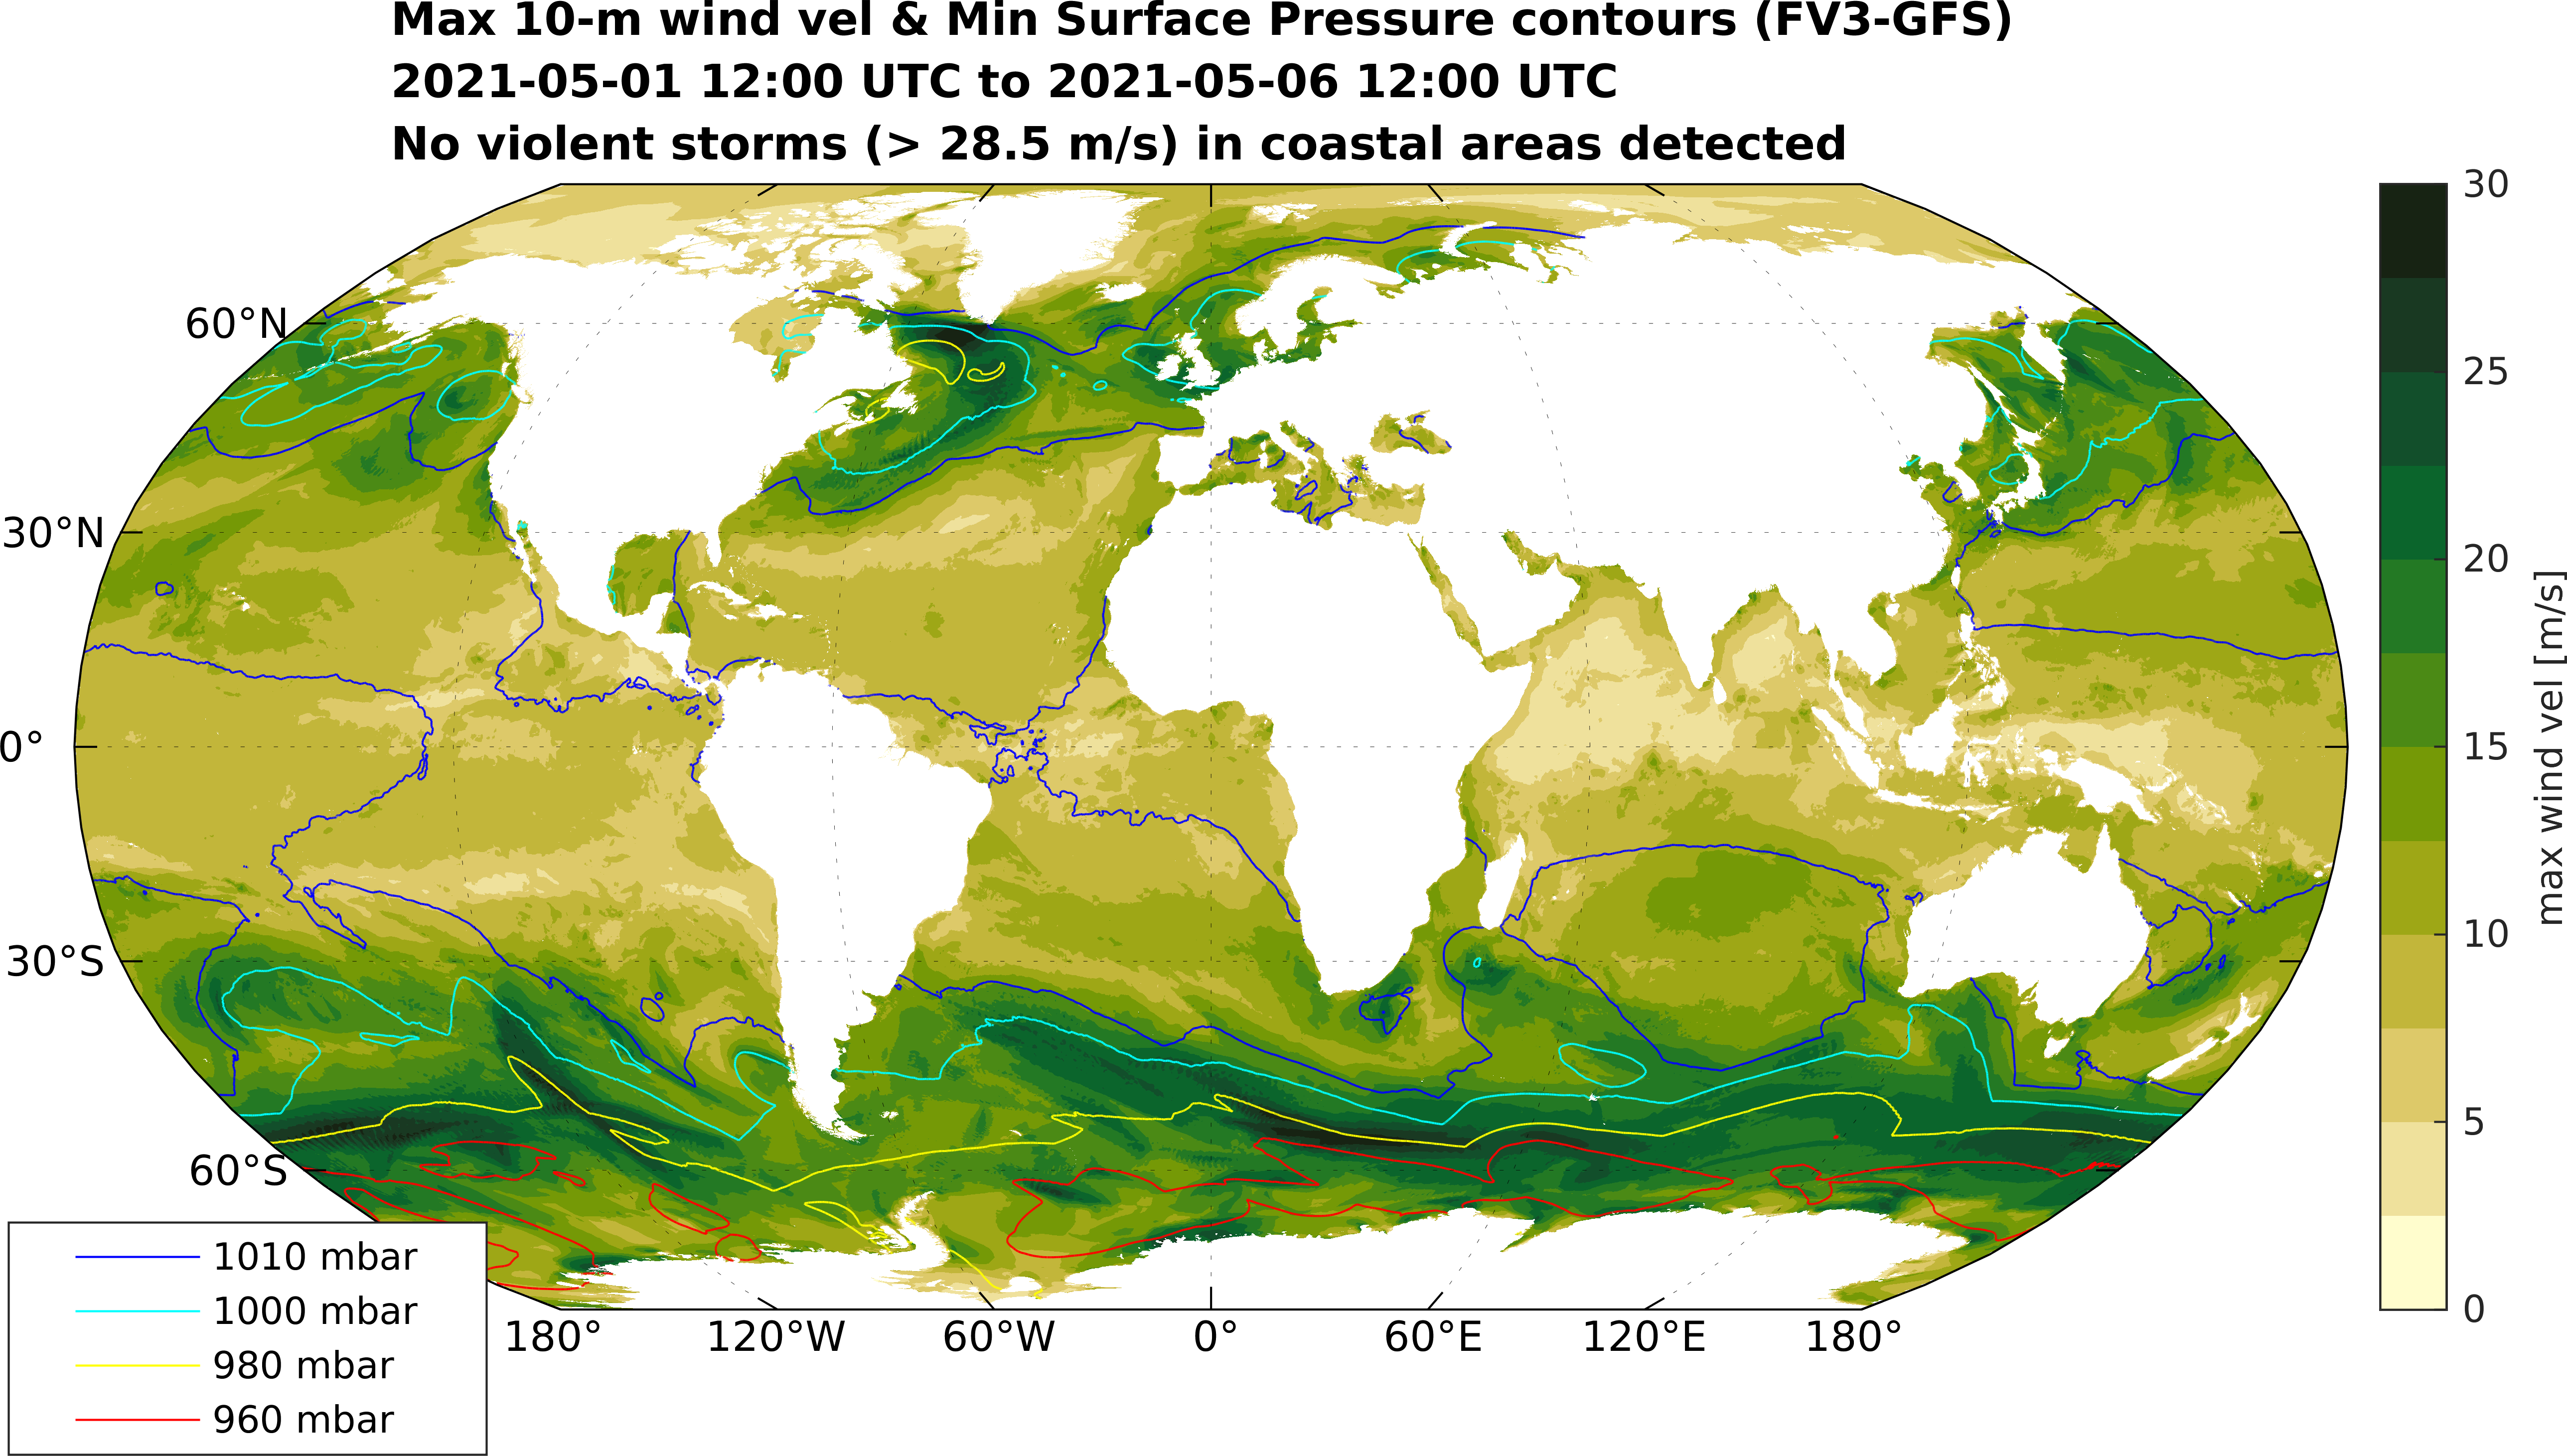 Max 10-m wind vel & Min Surface Pressure contours (FV3-GFS)
2021-05-01 12:00 UTC to 2021-05-06 12:00 UTC
No violent storms (> 28.5 m/s) in coastal areas detected
60°N
30°N
0°
30°S
60°S
180°
120°W
60°W
0°
60°E
120°E
180°
1010 mbar
1000 mbar
980 mbar
960 mbar
30
25
20
15
10
5
0
max wind vel [m/s]